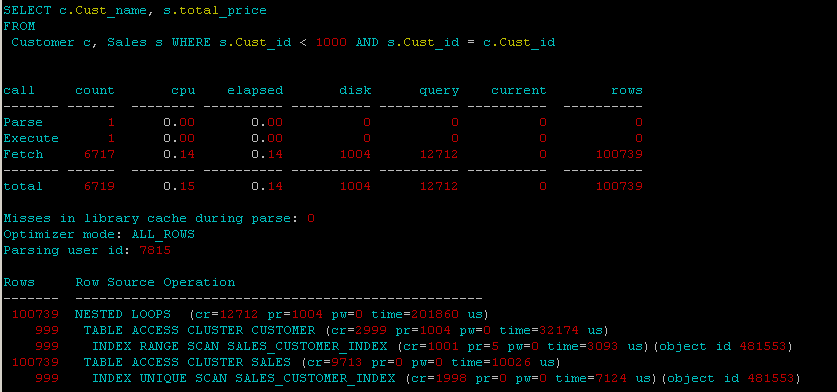 SELECT c.Cust_name, s.total_price
FROM
Customer c, Sales s WHERE s.Cust_id < 1000 AND s.Cust_id = c.Cust_id
call count cpu elapsed disk query current rows
------- ------ -------- ---------- ---------- ---------- ---------- ----------
Parse 1 0.00 0.00 0 0 0 0
Execute 1 0.00 0.00 0 0 0 0
Fetch 6717 0.14 0.14 1004 12712 0 100739
------- ------ -------- ---------- ---------- ---------- ---------- ----------
total 6719 0.15 0.14 1004 12712 0 100739
Misses in library cache during parse: 0
Optimizer mode: ALL_ROWS
Parsing user id: 7815
Rows Row Source Operation
------- ---------------------------------------------------
100739 NESTED LOOPS (cr=12712 pr=1004 pw=0 time=201860 us)
999 TABLE ACCESS CLUSTER CUSTOMER (cr=2999 pr=1004 pw=0 time=32174 us)
999 INDEX RANGE SCAN SALES_CUSTOMER_INDEX (cr=1001 pr=5 pw=0 time=3093 us)(object id 481553)
100739 TABLE ACCESS CLUSTER SALES (cr=9713 pr=0 pw=0 time=10026 us)
999 INDEX UNIQUE SCAN SALES_CUSTOMER_INDEX (cr=1998 pr=0 pw=0 time=7124 us)(object id 481553)